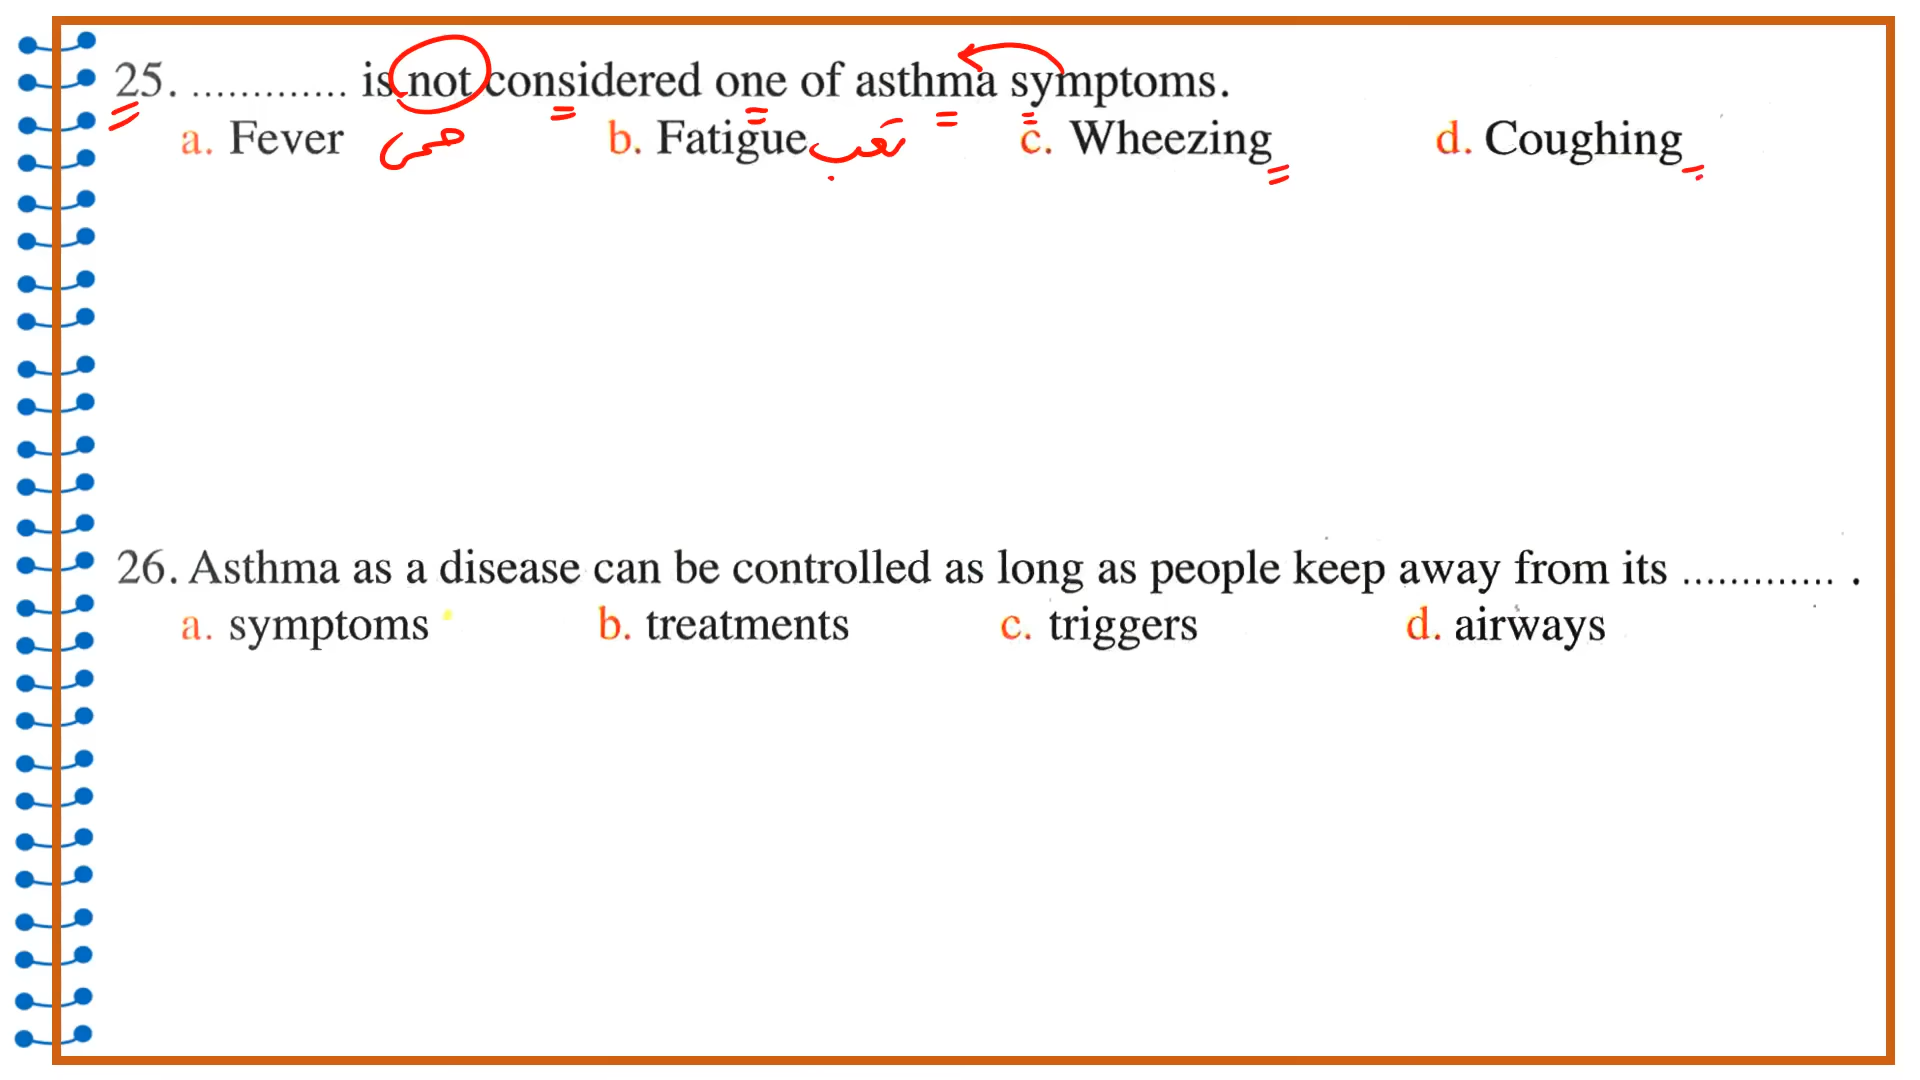 25. ............. is not considered one of asthma symptoms.
a. Fever حمى b. Fatigue تعب c. Wheezing d. Coughing
26. Asthma as a disease can be controlled as long as people keep away from its ............. .
a. symptoms b. treatments c. triggers d. airways